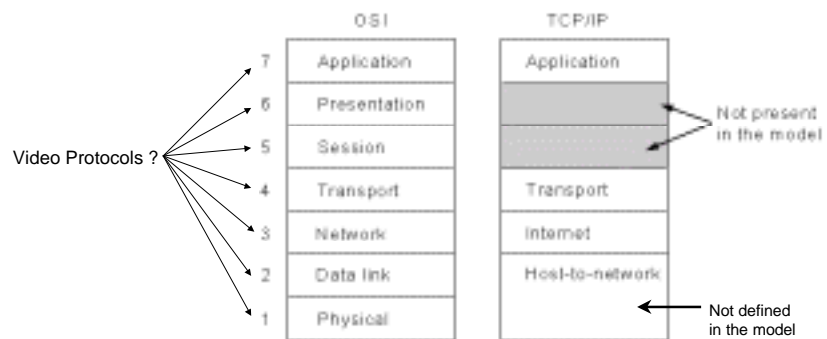 OSI
TCP/IP
7 Application Application
6 Presentation
Not present
in the model
Video Protocols ?
5 Session
4 Transport Transport
3 Network Internet
2 Data link Host-to-network
1 Physical
Not defined
in the model